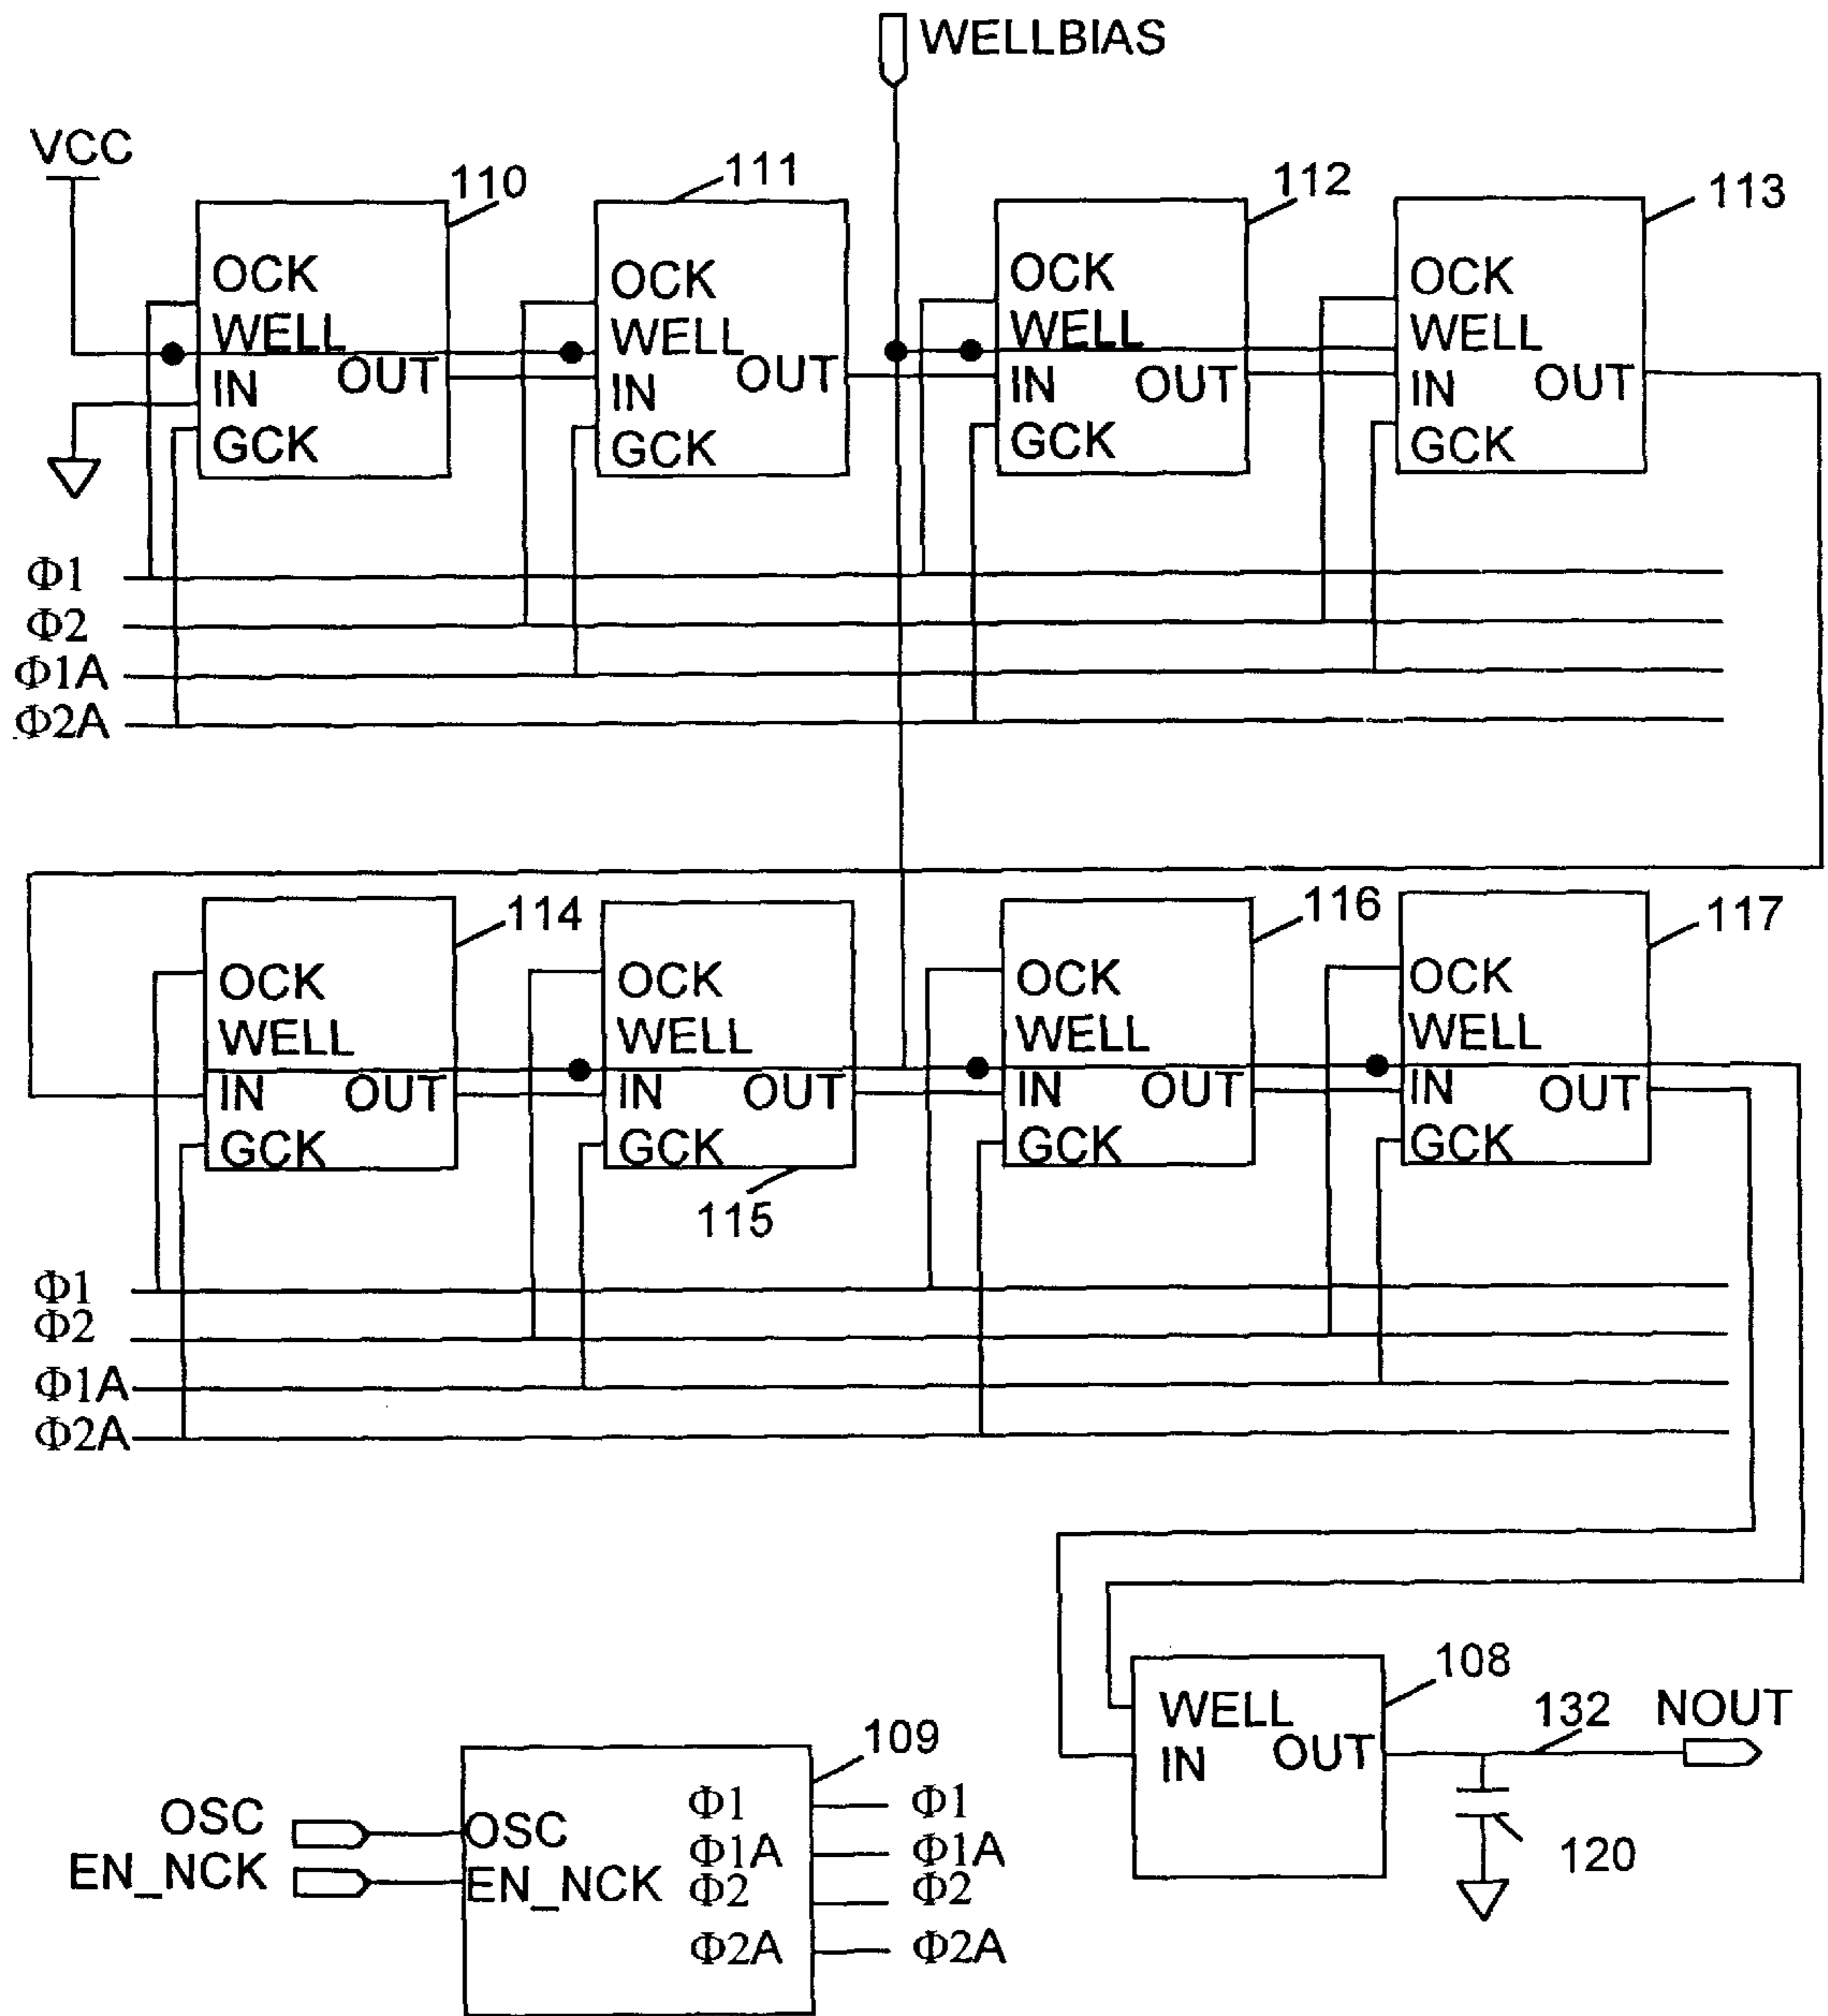 WELLBIAS
VCC
110
111
112
113
OCK
WELL
IN
OUT
GCK
OCK
WELL
IN
OUT
GCK
OCK
WELL
IN
OUT
GCK
OCK
WELL
IN
OUT
GCK
Φ1
Φ2
Φ1A
Φ2A
114
115
116
117
OCK
WELL
IN
OUT
GCK
OCK
WELL
IN
OUT
GCK
OCK
WELL
IN
OUT
GCK
OCK
WELL
IN
OUT
GCK
Φ1
Φ2
Φ1A
Φ2A
108
WELL
IN
OUT
132
NOUT
120
109
OSC
EN_NCK
OSC
EN_NCK
Φ1
Φ1A
Φ2
Φ2A
Φ1
Φ1A
Φ2
Φ2A